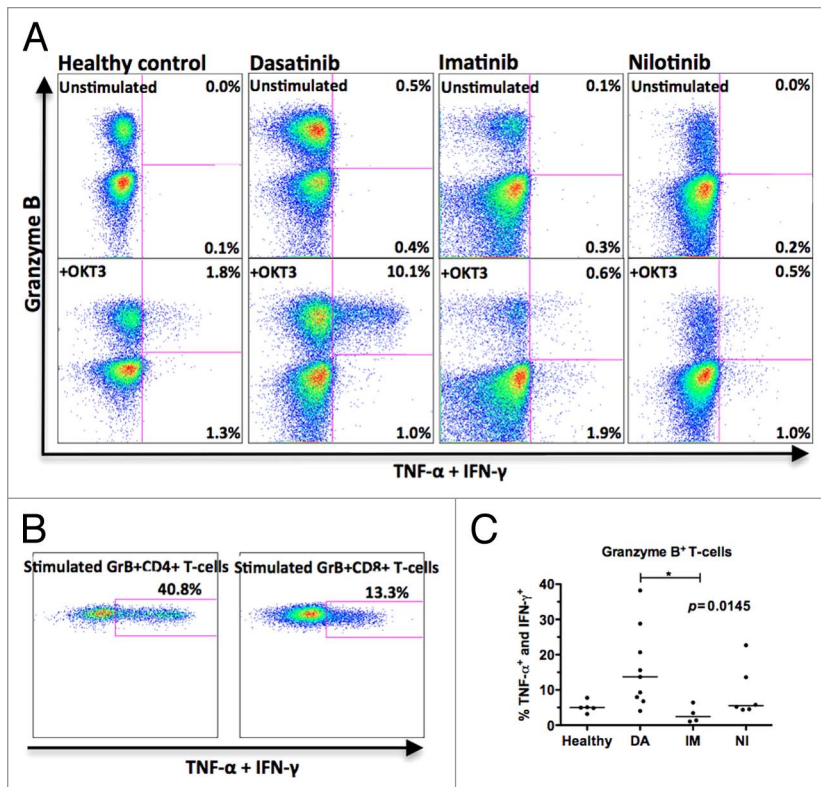 A
Healthy control
Dasatinib
Imatinib
Nilotinib
Granzyme B
Unstimulated 0.0%
0.1%
Unstimulated 0.5%
0.4%
Unstimulated 0.1%
0.3%
Unstimulated 0.0%
0.2%
+OKT3 1.8%
1.3%
+OKT3 10.1%
1.0%
+OKT3 0.6%
1.9%
+OKT3 0.5%
1.0%
TNF-α + IFN-γ
B
Stimulated GrB+CD4+ T-cells
40.8%
Stimulated GrB+CD8+ T-cells
13.3%
TNF-α + IFN-γ
C
Granzyme B⁺ T-cells
% TNF-α⁺ and IFN-γ⁺
40
30
20
10
0
*
p=0.0145
Healthy DA IM NI